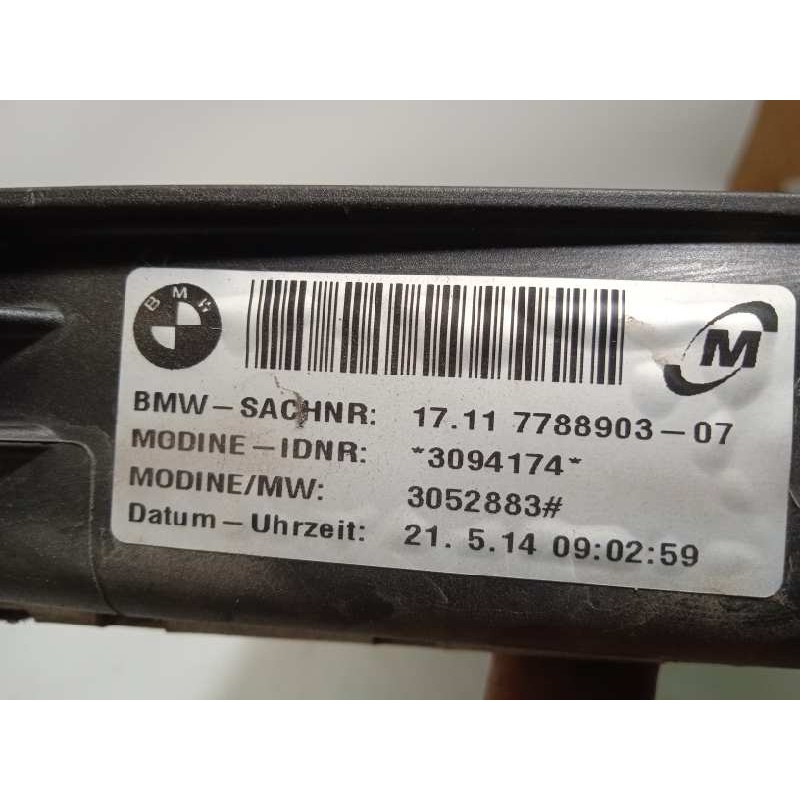 BMW
M
BMW-SACHNR: 17.11 7788903-07
MODINE-IDNR: *3094174*
MODINE/MW: 3052883#
Datum-Uhrzeit: 21. 5.14 09:02:59